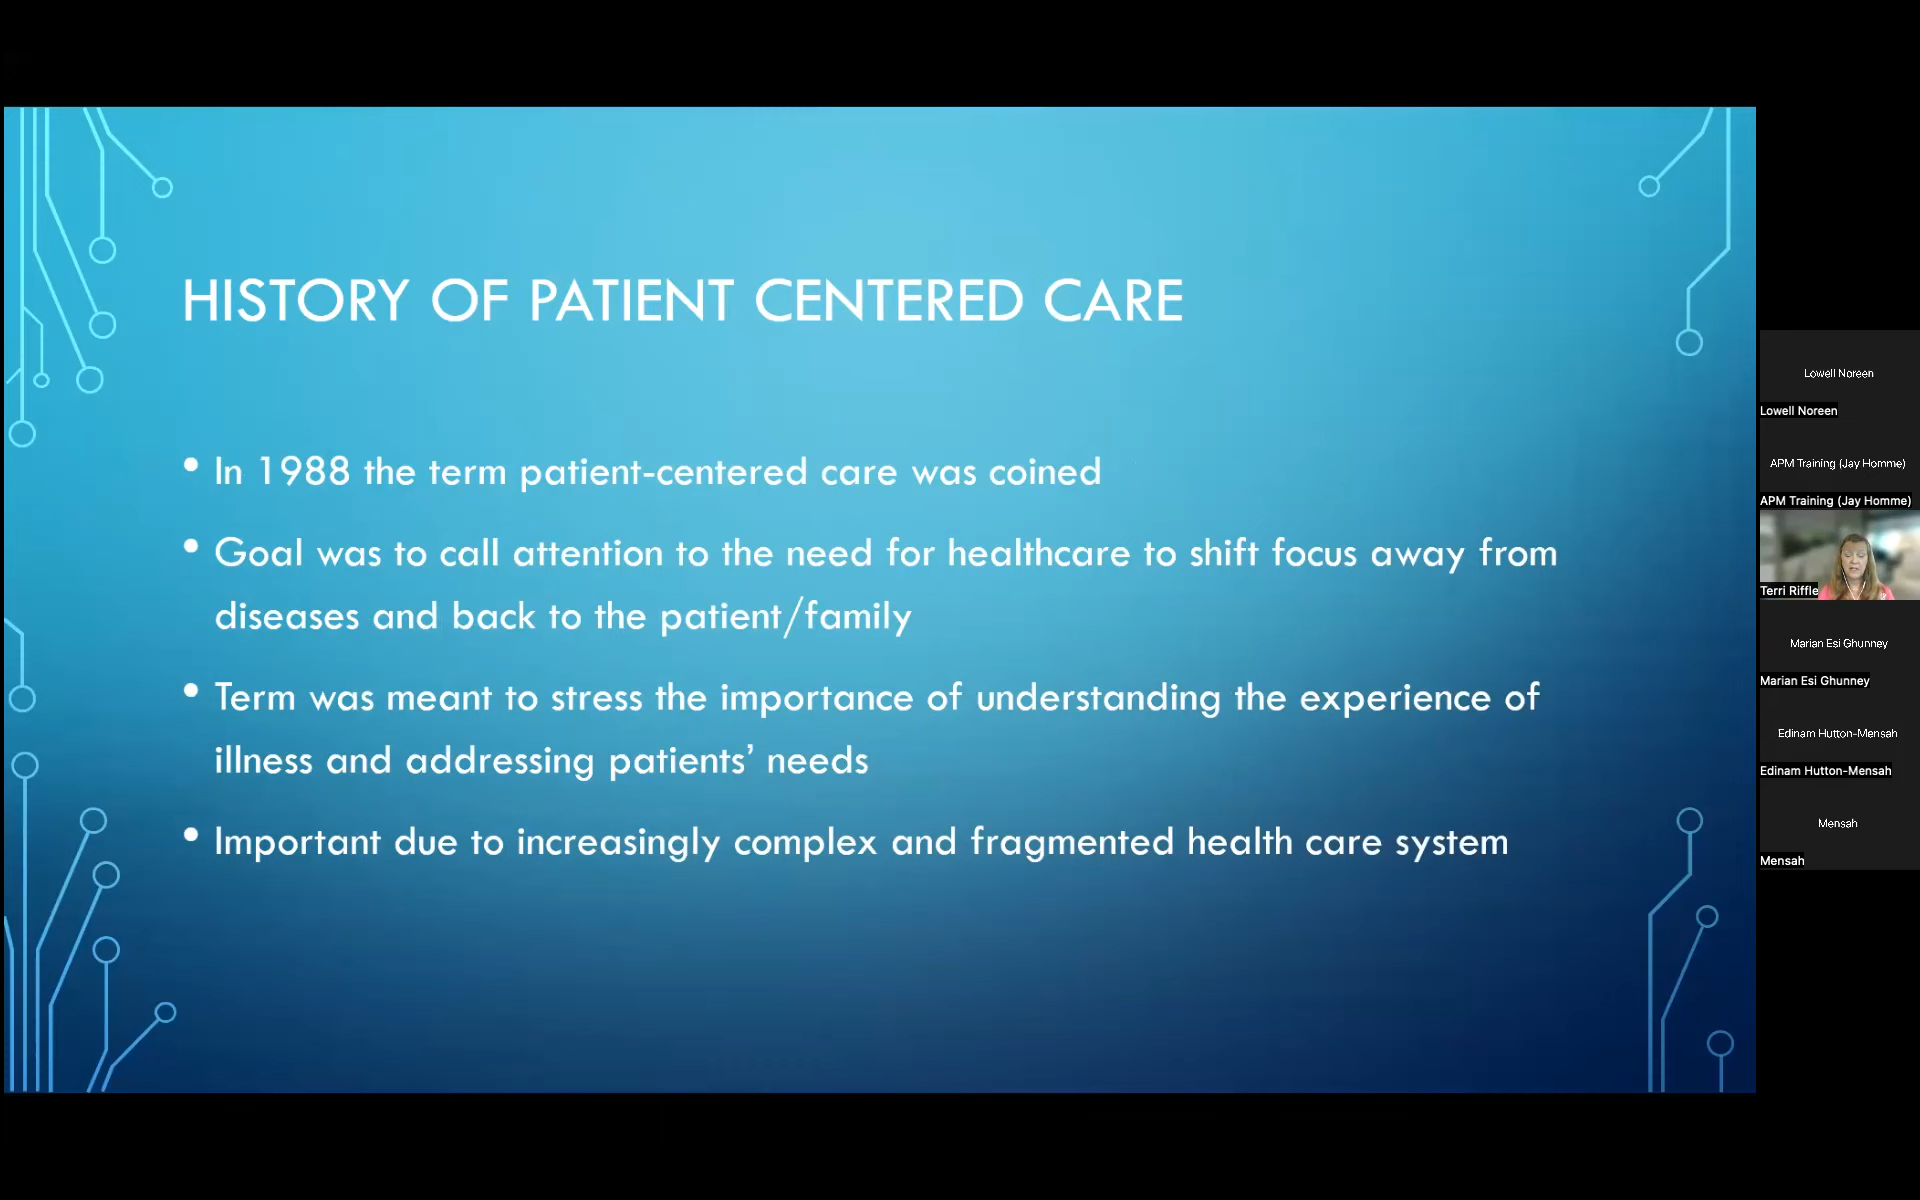 HISTORY OF PATIENT CENTERED CARE
• In 1988 the term patient-centered care was coined
• Goal was to call attention to the need for healthcare to shift focus away from
diseases and back to the patient/family
• Term was meant to stress the importance of understanding the experience of
illness and addressing patients’ needs
• Important due to increasingly complex and fragmented health care system
Lowell Noreen
Lowell Noreen
APM Training (Jay Homme)
APM Training (Jay Homme)
Terri Riffle
Marian Esi Ghunney
Marian Esi Ghunney
Edinam Hutton-Mensah
Edinam Hutton-Mensah
Mensah
Mensah